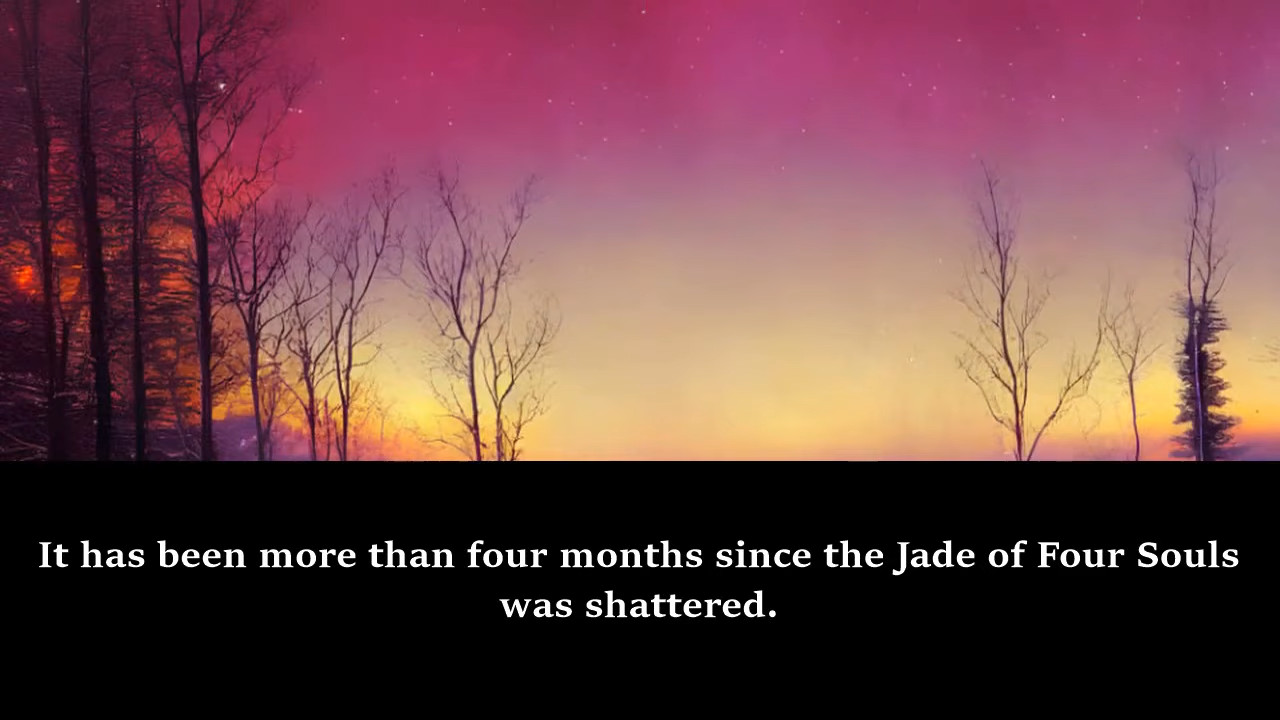 It has been more than four months since the Jade of Four Souls
was shattered.